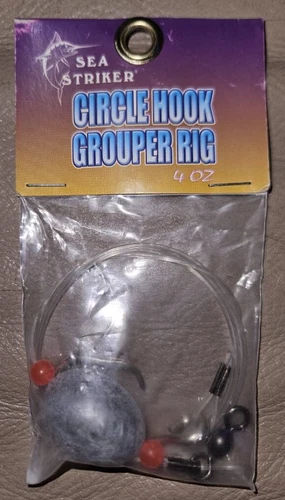 SEA
STRIKER®
CIRCLE HOOK
GROUPER RIG
4 OZ